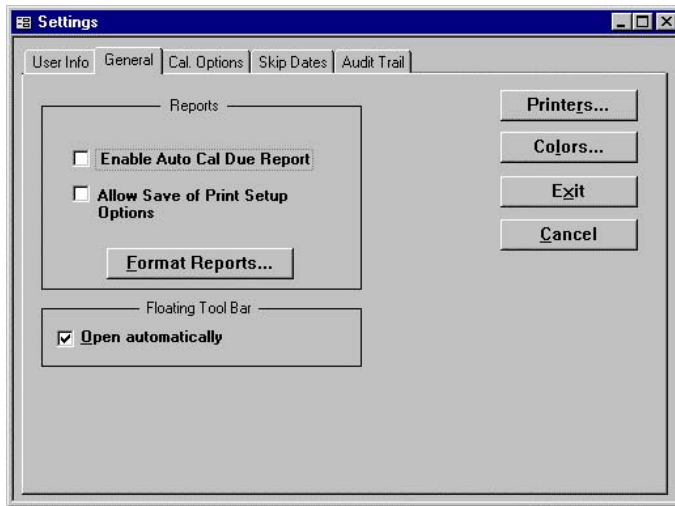 Settings
User Info General Cal. Options Skip Dates Audit Trail
Reports
Enable Auto Cal Due Report
Allow Save of Print Setup
Options
Format Reports...
Floating Tool Bar
Open automatically
Printers...
Colors...
Exit
Cancel